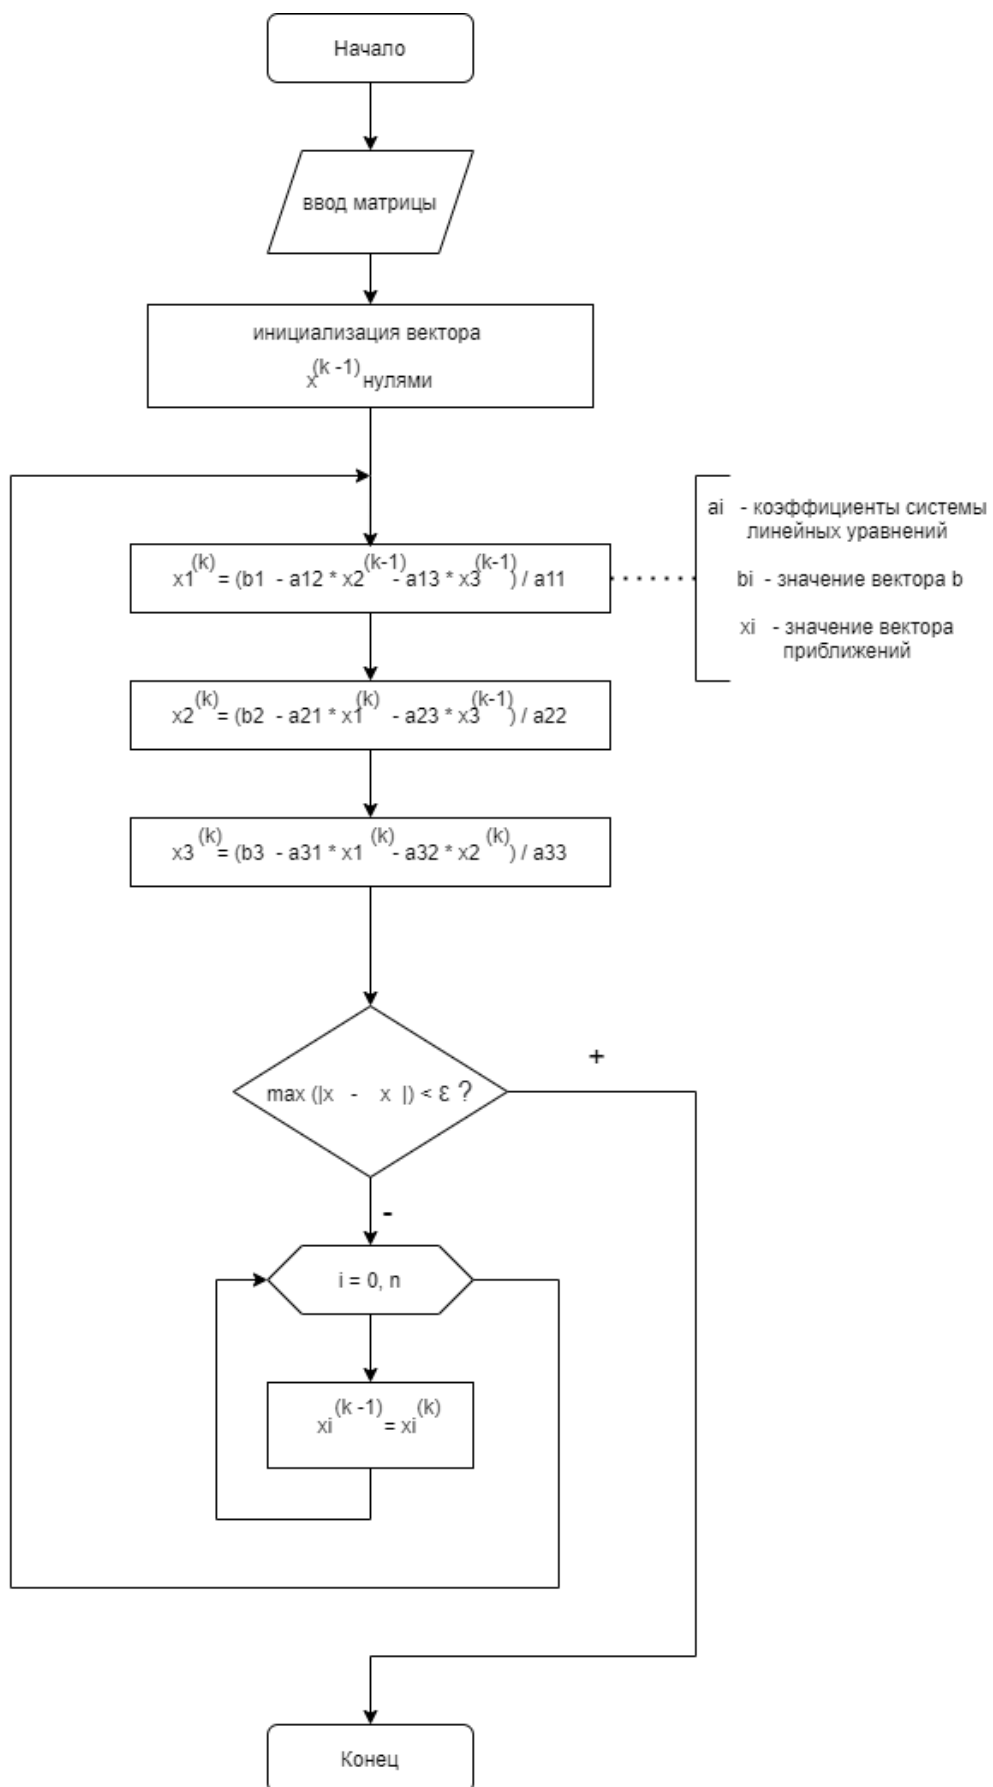 Начало
ввод матрицы
инициализация вектора
x^(k -1) нулями
x1^(k) = (b1 - a12 * x2^(k-1) - a13 * x3^(k-1)) / a11
ai - коэффициенты системы
линейных уравнений
bi - значение вектора b
xi - значение вектора
приближений
x2^(k) = (b2 - a21 * x1^(k) - a23 * x3^(k-1)) / a22
x3^(k) = (b3 - a31 * x1^(k) - a32 * x2^(k)) / a33
+
max (|x - x |) < ε ?
-
i = 0, n
xi^(k -1) = xi^(k)
Конец